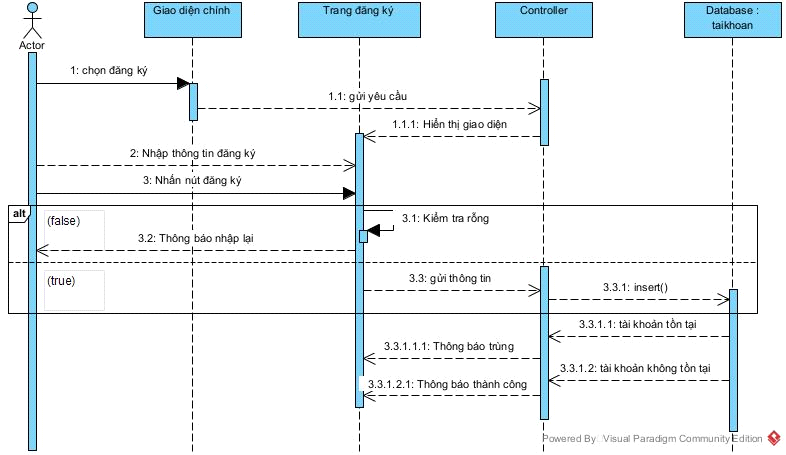 Giao diện chính
Trang đăng ký
Controller
Database :
taikhoan
Actor
1: chọn đăng ký
1.1: gửi yêu cầu
1.1.1: Hiển thị giao diện
2: Nhập thông tin đăng ký
3: Nhấn nút đăng ký
alt
(false)
3.1: Kiểm tra rỗng
3.2: Thông báo nhập lại
(true)
3.3: gửi thông tin
3.3.1: insert()
3.3.1.1: tài khoản tồn tại
3.3.1.1.1: Thông báo trùng
3.3.1.2: tài khoản không tồn tại
3.3.1.2.1: Thông báo thành công
Powered By: Visual Paradigm Community Edition